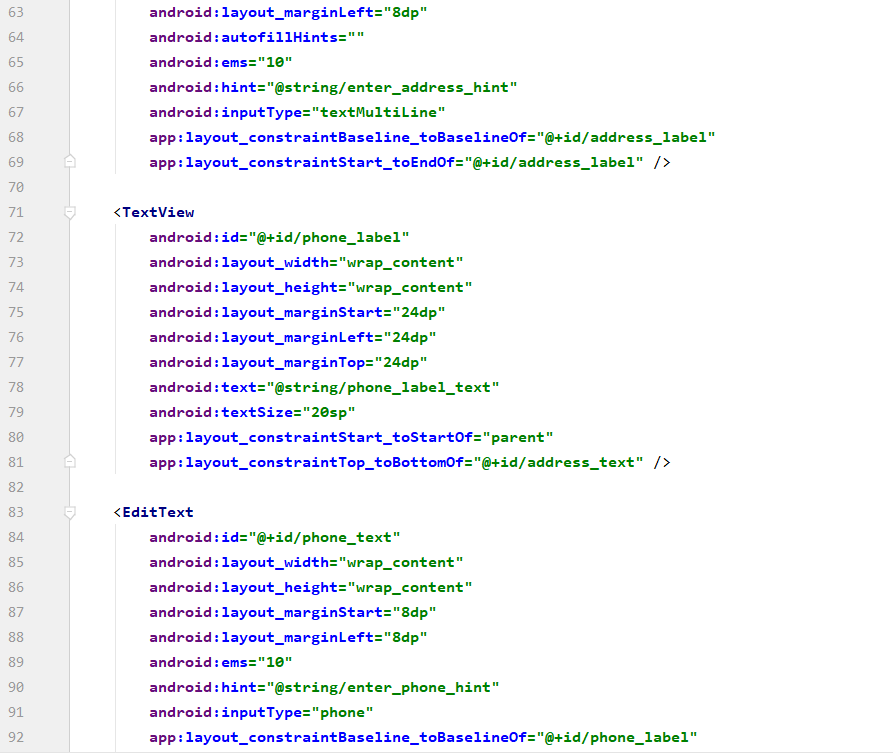 63 android:layout_marginLeft="8dp"
64 android:autofillHints=""
65 android:ems="10"
66 android:hint="@string/enter_address_hint"
67 android:inputType="textMultiLine"
68 app:layout_constraintBaseline_toBaselineOf="@+id/address_label"
69 app:layout_constraintStart_toEndOf="@+id/address_label" />
70
71 <TextView
72 android:id="@+id/phone_label"
73 android:layout_width="wrap_content"
74 android:layout_height="wrap_content"
75 android:layout_marginStart="24dp"
76 android:layout_marginLeft="24dp"
77 android:layout_marginTop="24dp"
78 android:text="@string/phone_label_text"
79 android:textSize="20sp"
80 app:layout_constraintStart_toStartOf="parent"
81 app:layout_constraintTop_toBottomOf="@+id/address_text" />
82
83 <EditText
84 android:id="@+id/phone_text"
85 android:layout_width="wrap_content"
86 android:layout_height="wrap_content"
87 android:layout_marginStart="8dp"
88 android:layout_marginLeft="8dp"
89 android:ems="10"
90 android:hint="@string/enter_phone_hint"
91 android:inputType="phone"
92 app:layout_constraintBaseline_toBaselineOf="@+id/phone_label"